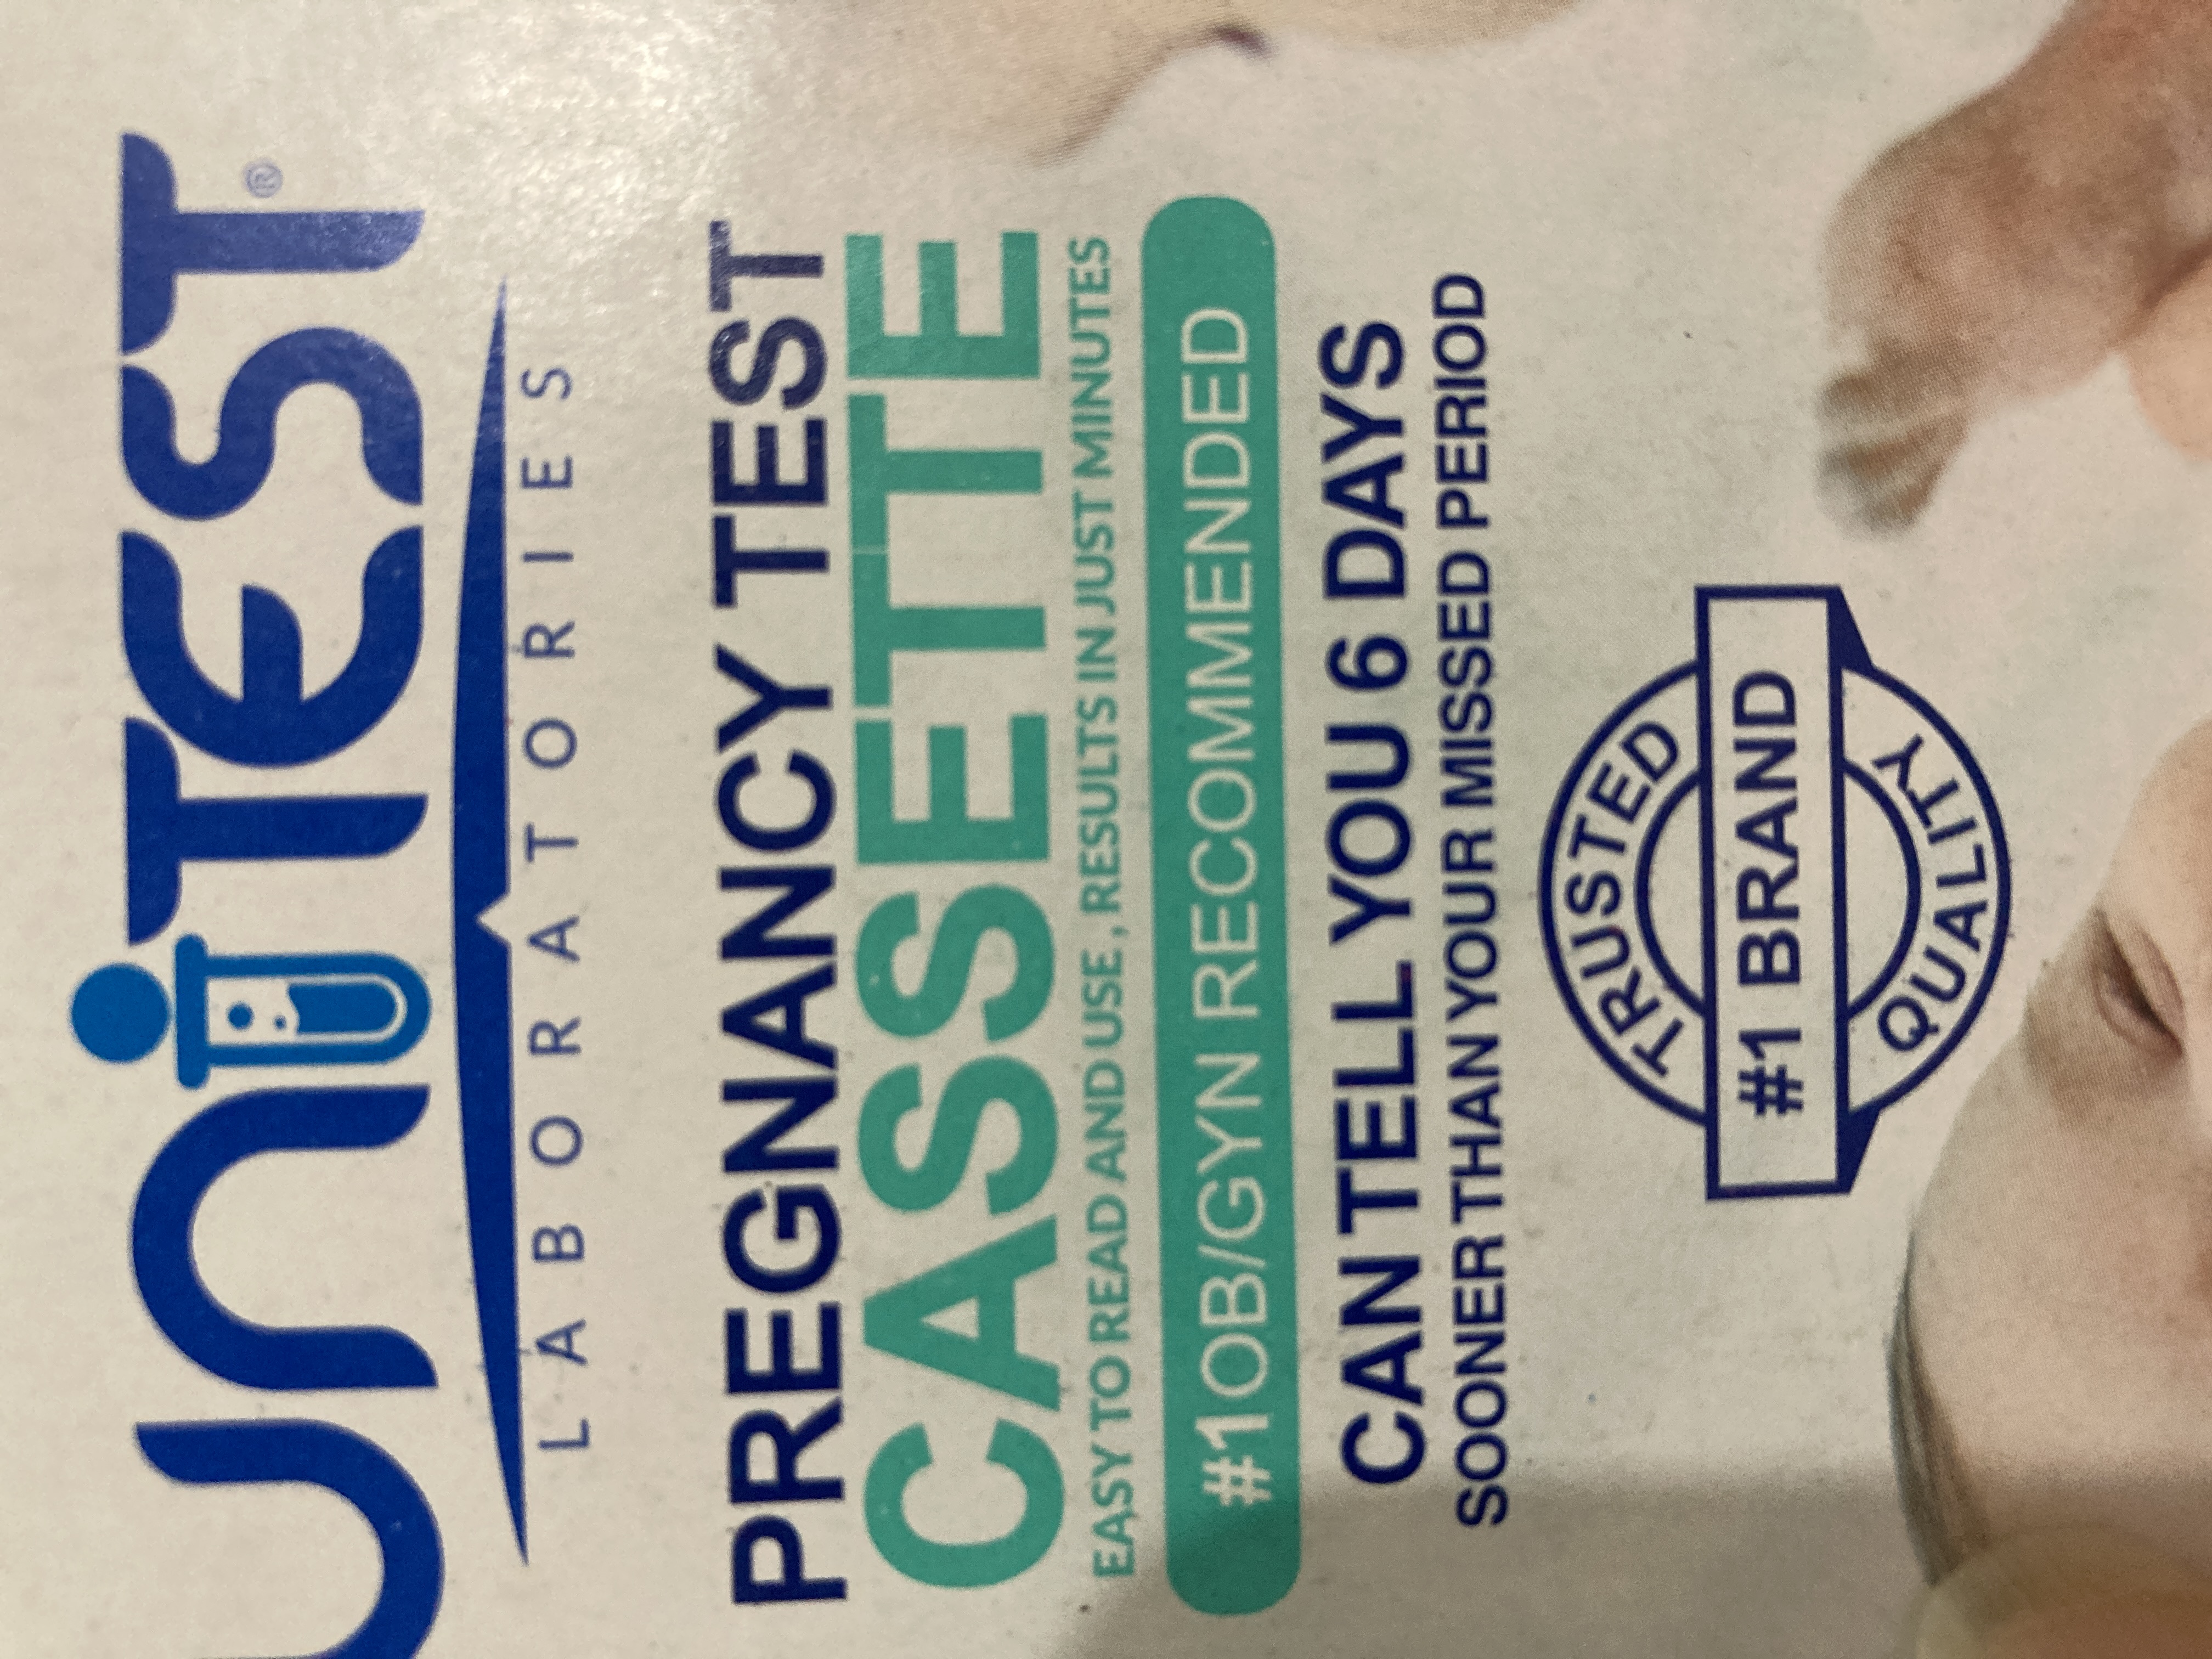 UniTEST®
LABORATORIES
PREGNANCY TEST
CASSETTE
EASY TO READ AND USE, RESULTS IN JUST MINUTES
#1 OB/GYN RECOMMENDED
CAN TELL YOU 6 DAYS
SOONER THAN YOUR MISSED PERIOD
TRUSTED
#1 BRAND
QUALITY